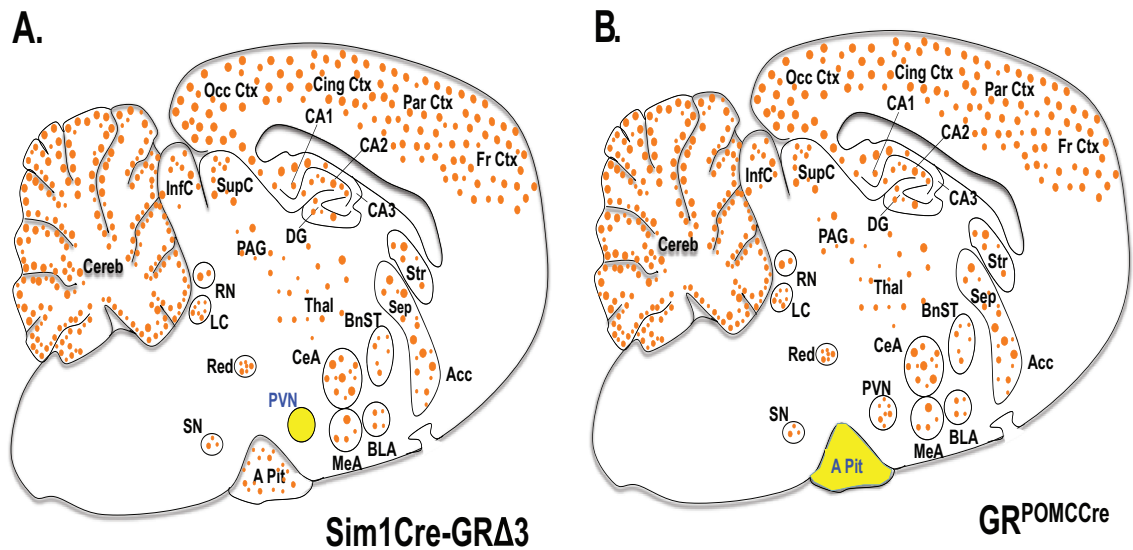 A.
Occ Ctx
Cing Ctx
Par Ctx
Fr Ctx
CA1
CA2
CA3
DG
InfC
SupC
PAG
Cereb
RN
LC
Thal
Str
Sep
BnST
Acc
Red
CeA
PVN
SN
MeA
BLA
A Pit
Sim1Cre-GRΔ3
B.
Occ Ctx
Cing Ctx
Par Ctx
Fr Ctx
CA1
CA2
CA3
DG
InfC
SupC
PAG
Cereb
RN
LC
Thal
Str
Sep
BnST
Acc
Red
CeA
PVN
SN
MeA
BLA
A Pit
GRPOMCCre